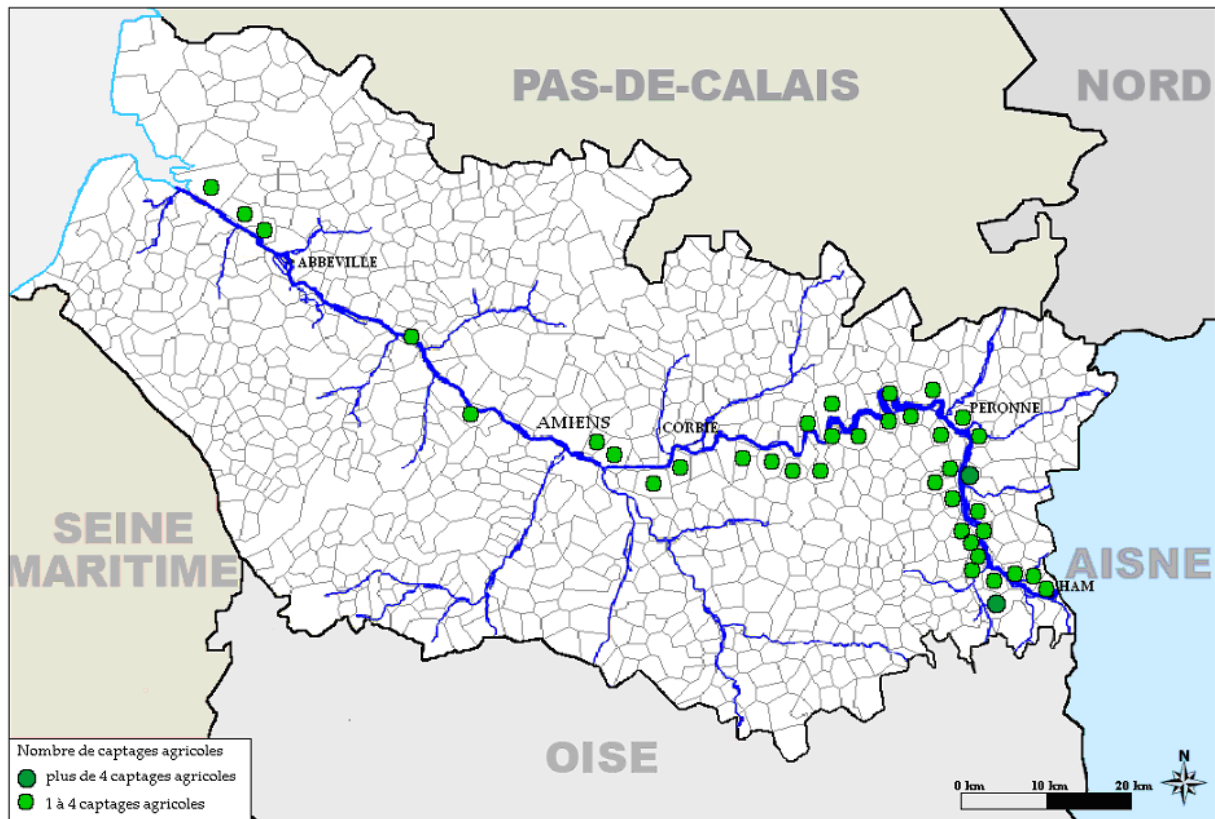 PAS-DE-CALAIS
NORD
ABBEVILLE
AMIENS
CORBIE
PERONNE
SEINE
MARITIME
AISNE
HAM
OISE
Nombre de captages agricoles
plus de 4 captages agricoles
1 à 4 captages agricoles
N
0 km
10 km
20 km